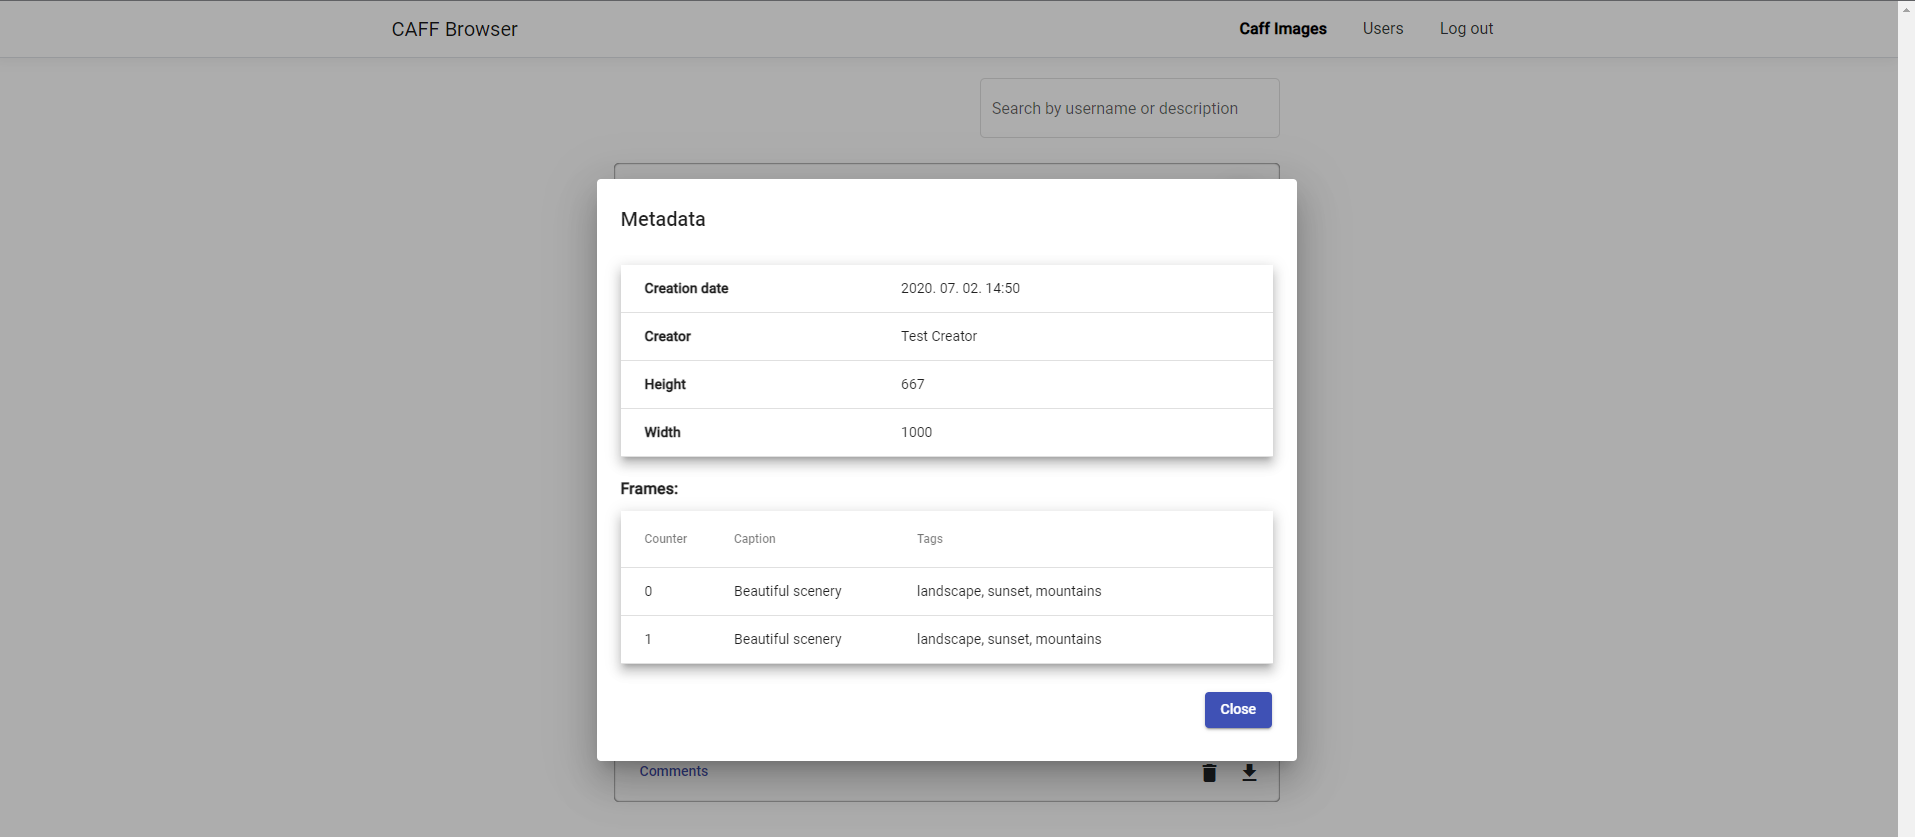 CAFF Browser Caff Images Users Log out
Search by username or description
Metadata
Creation date 2020. 07. 02. 14:50
Creator Test Creator
Height 667
Width 1000
Frames:
Counter Caption Tags
0 Beautiful scenery landscape, sunset, mountains
1 Beautiful scenery landscape, sunset, mountains
Close
Comments